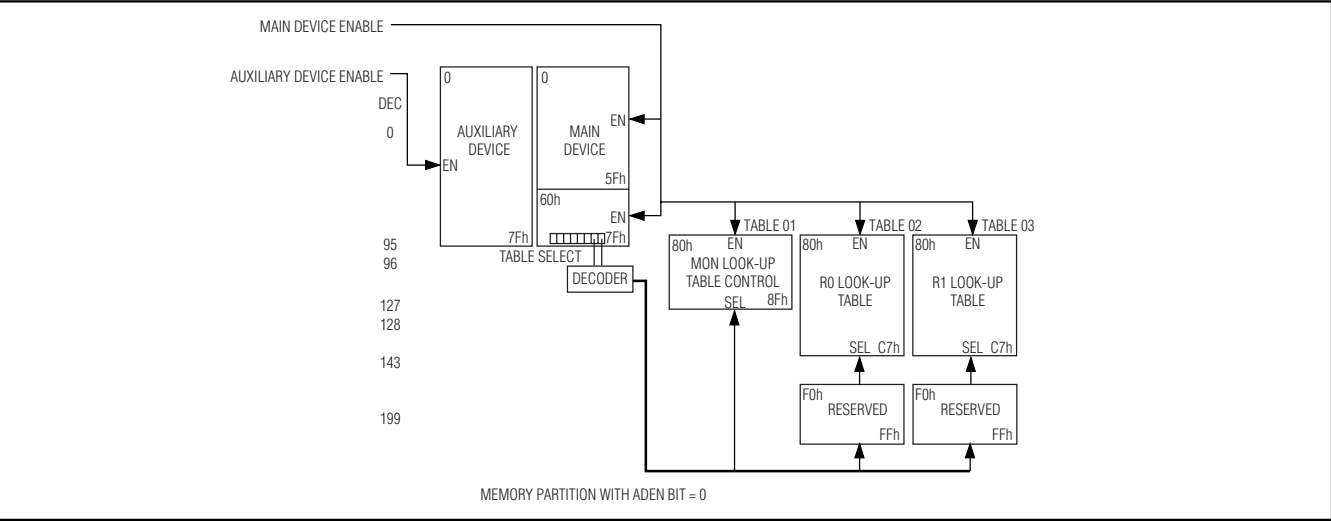 MAIN DEVICE ENABLE
AUXILIARY DEVICE ENABLE
DEC
0
95
96
127
128
143
199
0
AUXILIARY
DEVICE
EN
7Fh
0
MAIN
DEVICE
EN
5Fh
60h
EN
7Fh
TABLE SELECT
DECODER
TABLE 01
80h
EN
MON LOOK-UP
TABLE CONTROL
SEL
8Fh
TABLE 02
80h
EN
R0 LOOK-UP
TABLE
SEL C7h
F0h
RESERVED
FFh
TABLE 03
80h
EN
R1 LOOK-UP
TABLE
SEL C7h
F0h
RESERVED
FFh
MEMORY PARTITION WITH ADEN BIT = 0